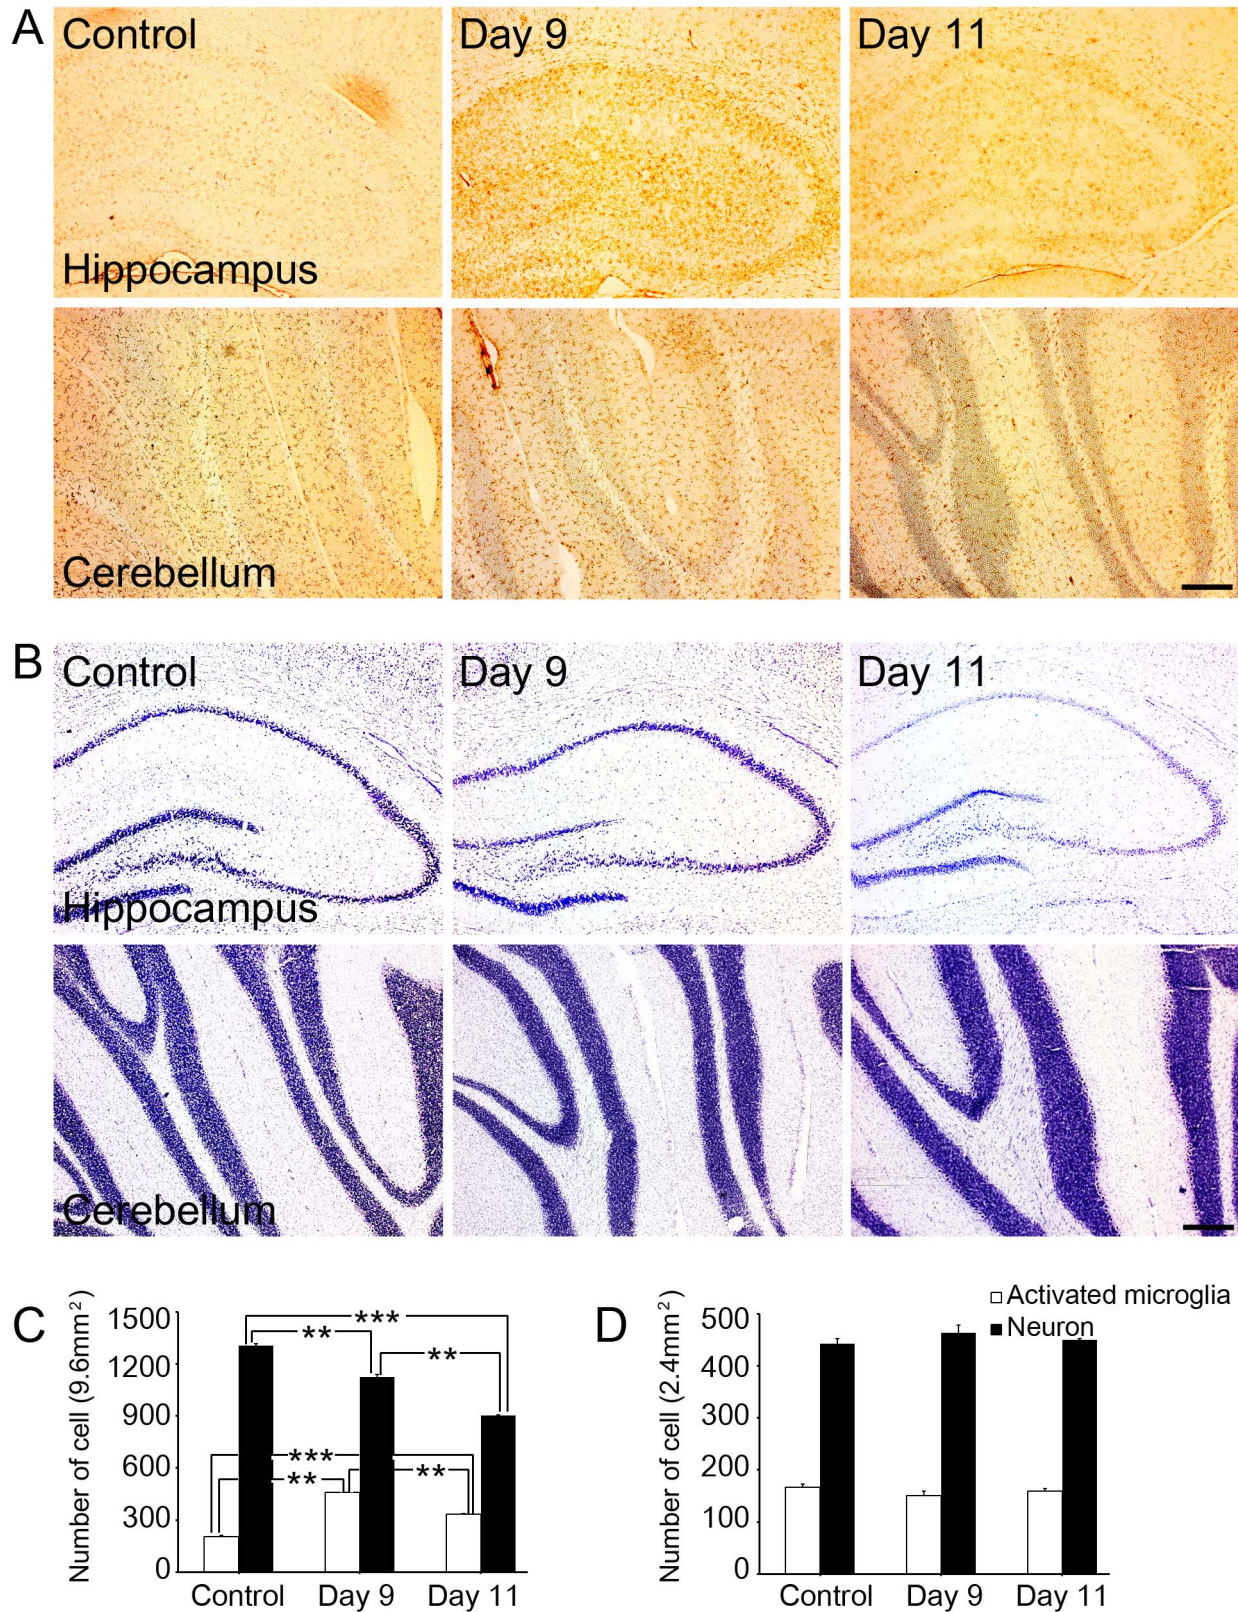 A
Control
Day 9
Day 11
Hippocampus
Cerebellum
B
Control
Day 9
Day 11
Hippocampus
Cerebellum
C
Number of cell (9.6mm²)
1500
1200
900
600
300
0
***
**
**
***
**
**
Control
Day 9
Day 11
D
Activated microglia
Neuron
Number of cell (2.4mm²)
500
400
300
200
100
0
Control
Day 9
Day 11